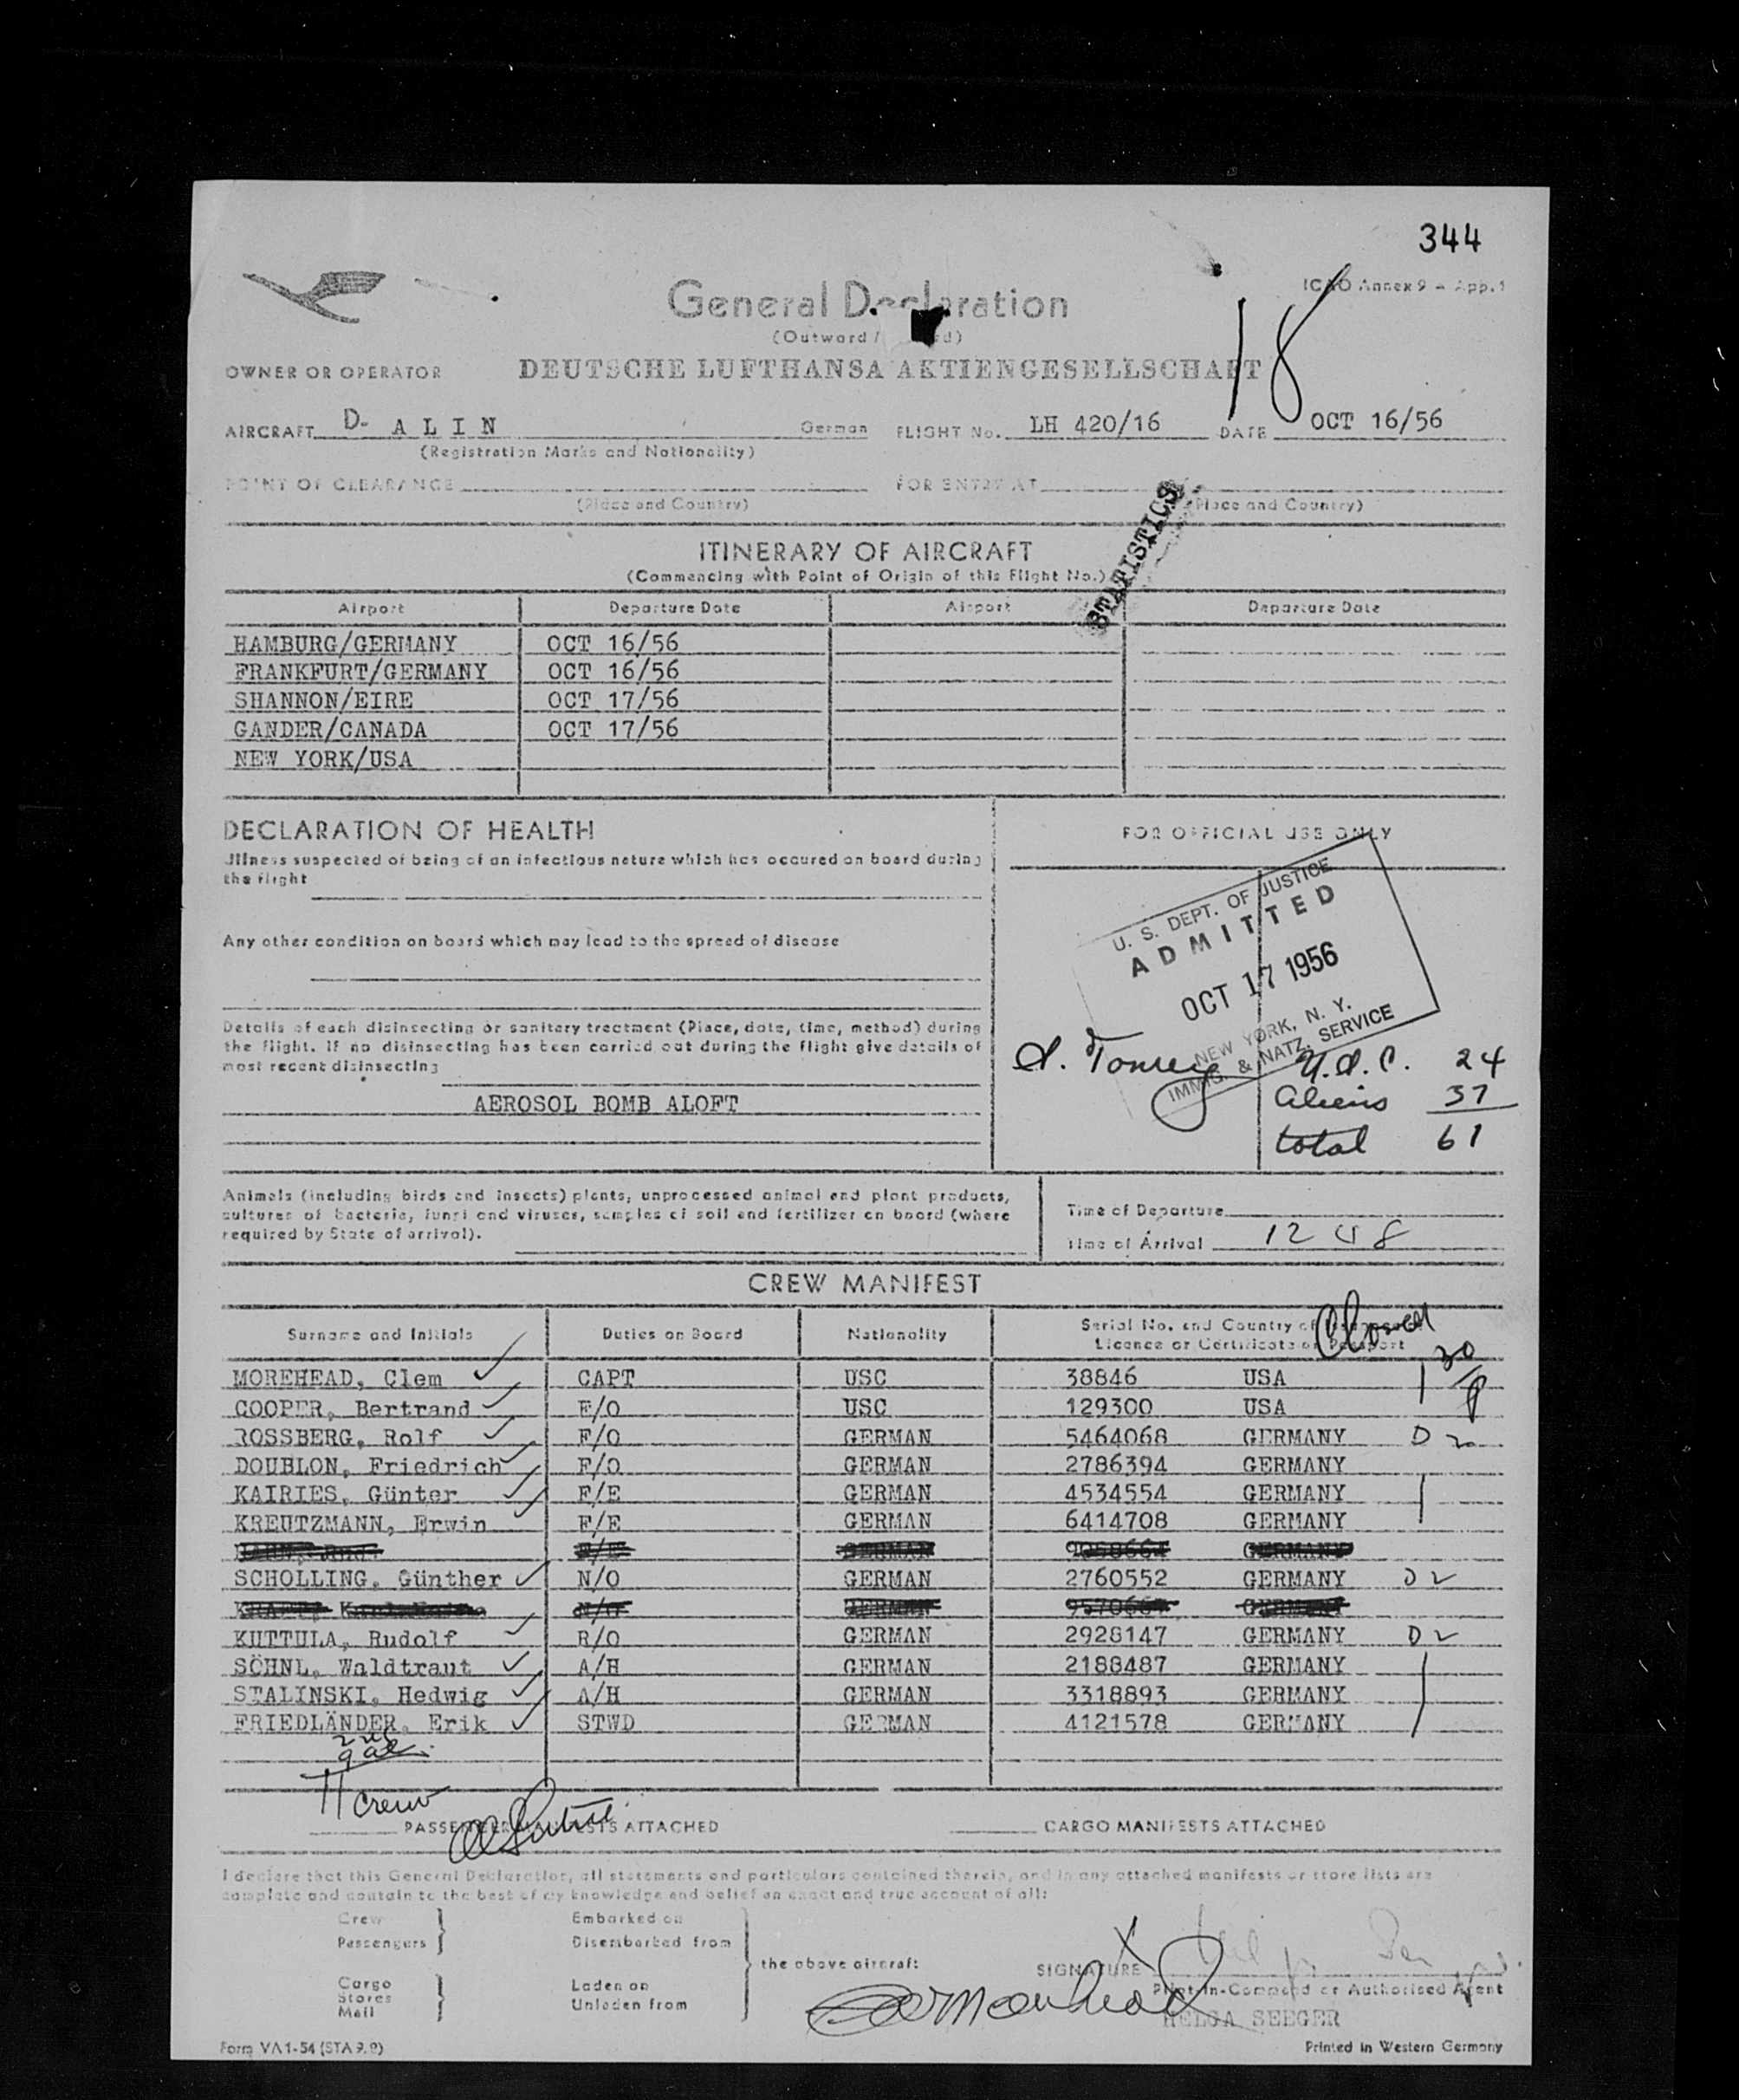 344
ICAO Annex 9 - App. 1
General Declaration
(Outward /
18
OWNER OR OPERATOR DEUTSCHE LUFTHANSA AKTIENGESELLSCHAFT
AIRCRAFT D- A L I N German FLIGHT No. LH 420/16 DATE OCT 16/56
(Registration Marks and Nationality)
POINT OF CLEARANCE FOR ENTRY AT
(Place and Country) (Place and Country)
STATISTICS
ITINERARY OF AIRCRAFT
(Commencing with Point of Origin of this Flight No.)
Airport Departure Date Airport Departure Date
HAMBURG/GERMANY OCT 16/56
FRANKFURT/GERMANY OCT 16/56
SHANNON/EIRE OCT 17/56
GANDER/CANADA OCT 17/56
NEW YORK/USA
DECLARATION OF HEALTH
Illness suspected of being of an infectious nature which has occured on board during
the flight
Any other condition on board which may lead to the spread of disease
Details of each disinsecting or sanitary treatment (Place, date, time, method) during
the flight. If no disinsecting has been carried out during the flight give details of
most recent disinsecting
AEROSOL BOMB ALOFT
FOR OFFICIAL USE ONLY
U. S. DEPT. OF JUSTICE
ADMITTED
OCT 17 1956
NEW YORK, N. Y.
IMMIG. & NATZ. SERVICE
U.S.C. 24
Aliens 37
total 61
Animals (including birds and insects) plants, unprocessed animal and plant products,
cultures of bacteria, fungi and viruses, samples of soil and fertilizer on board (where
required by State of arrival).
Time of Departure
Time of Arrival 12
CREW MANIFEST
Surname and Initials Duties on Board Nationality Serial No. and Country of
Licence or Certificate or Passport
Closed
MOREHEAD, Clem CAPT USC 38846 USA
COOPER, Bertrand F/O USC 129300 USA
ROSSBERG, Rolf F/O GERMAN 5464068 GERMANY D 2
DOUBLON, Friedrich F/O GERMAN 2786394 GERMANY
KAIRIES, Günter F/E GERMAN 4534554 GERMANY
KREUTZMANN, Erwin F/E GERMAN 6414708 GERMANY
SCHOLLING, Günther N/O GERMAN 2760552 GERMANY D 2
KUTTULA, Rudolf R/O GERMAN 2928147 GERMANY D 2
SÖHNL, Waldtraut A/H GERMAN 2188487 GERMANY
STALINSKI, Hedwig A/H GERMAN 3318893 GERMANY
FRIEDLÄNDER, Erik STWD GERMAN 4121578 GERMANY
11 crew
PASSENGER MANIFESTS ATTACHED CARGO MANIFESTS ATTACHED
I declare that this General Declaration, all statements and particulars contained therein, and in any attached manifests or store lists are
complete and contain to the best of my knowledge and belief an exact and true account of all:
Crew Embarked on
Passengers Disembarked from
the above aircraft
Cargo Laden on
Stores
Mail Unladen from
SIGNATURE
Pilot-in-Command or Authorised Agent
HELGA SEEGER
Form VA 1-54 (STA 9.9)
Printed in Western Germany